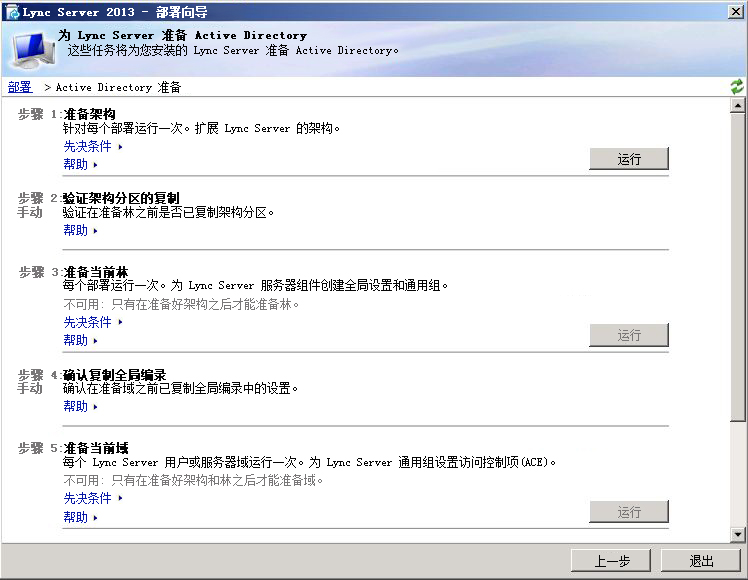 Lync Server 2013 - 部署向导
为 Lync Server 准备 Active Directory
这些任务将为您安装的 Lync Server 准备 Active Directory。
部署 > Active Directory 准备
步骤 1:准备架构
针对每个部署运行一次。扩展 Lync Server 的架构。
先决条件
帮助
运行
步骤 2:验证架构分区的复制
手动 验证在准备林之前是否已复制架构分区。
帮助
步骤 3:准备当前林
每个部署运行一次。为 Lync Server 服务器组件创建全局设置和通用组。
不可用: 只有在准备好架构之后才能准备林。
先决条件
帮助
运行
步骤 4:确认复制全局编录
手动 确认在准备域之前已复制全局编录中的设置。
帮助
步骤 5:准备当前域
每个 Lync Server 用户或服务器域运行一次。为 Lync Server 通用组设置访问控制项(ACE)。
不可用: 只有在准备好架构和林之后才能准备域。
先决条件
帮助
运行
上一步 退出